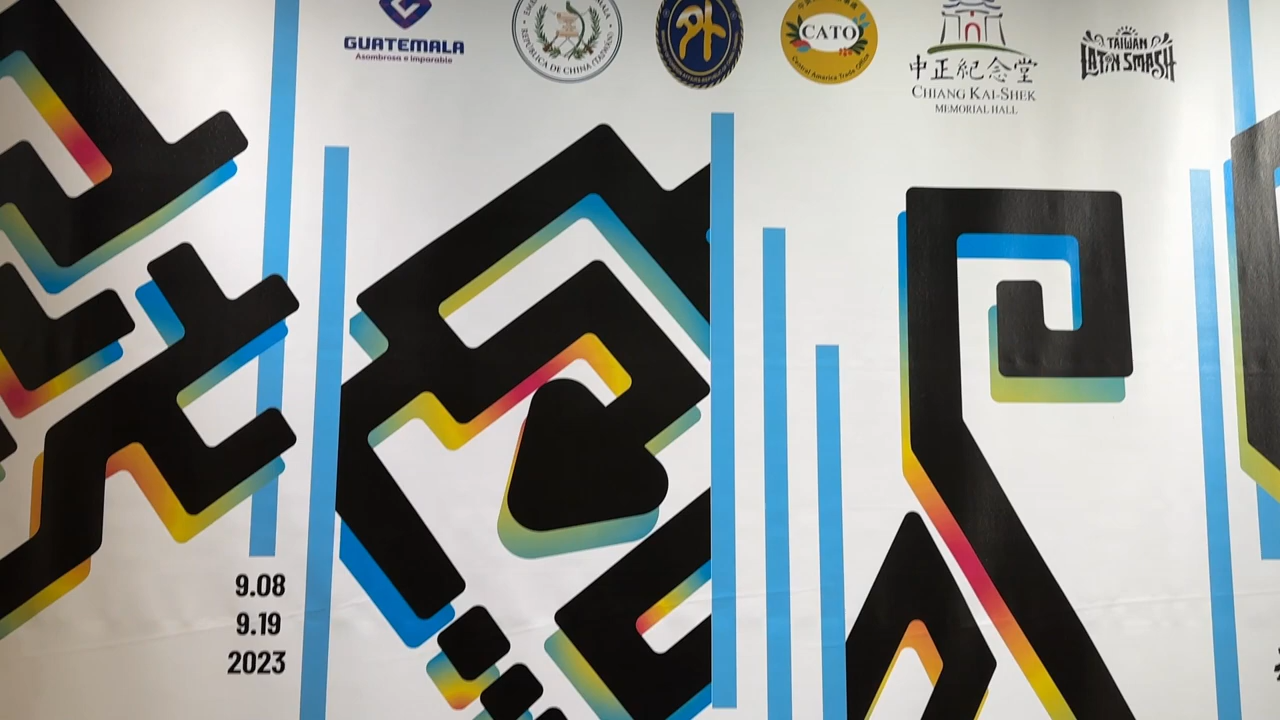 GUATEMALA
Asombrosa e imparable
REPÚBLICA DE CHINA (TAIWÁN)
外
CATO
Central America Trade Office
中正紀念堂
CHIANG KAI-SHEK
MEMORIAL HALL
TAIWAN
LATIN SMASH
9.08
9.19
2023